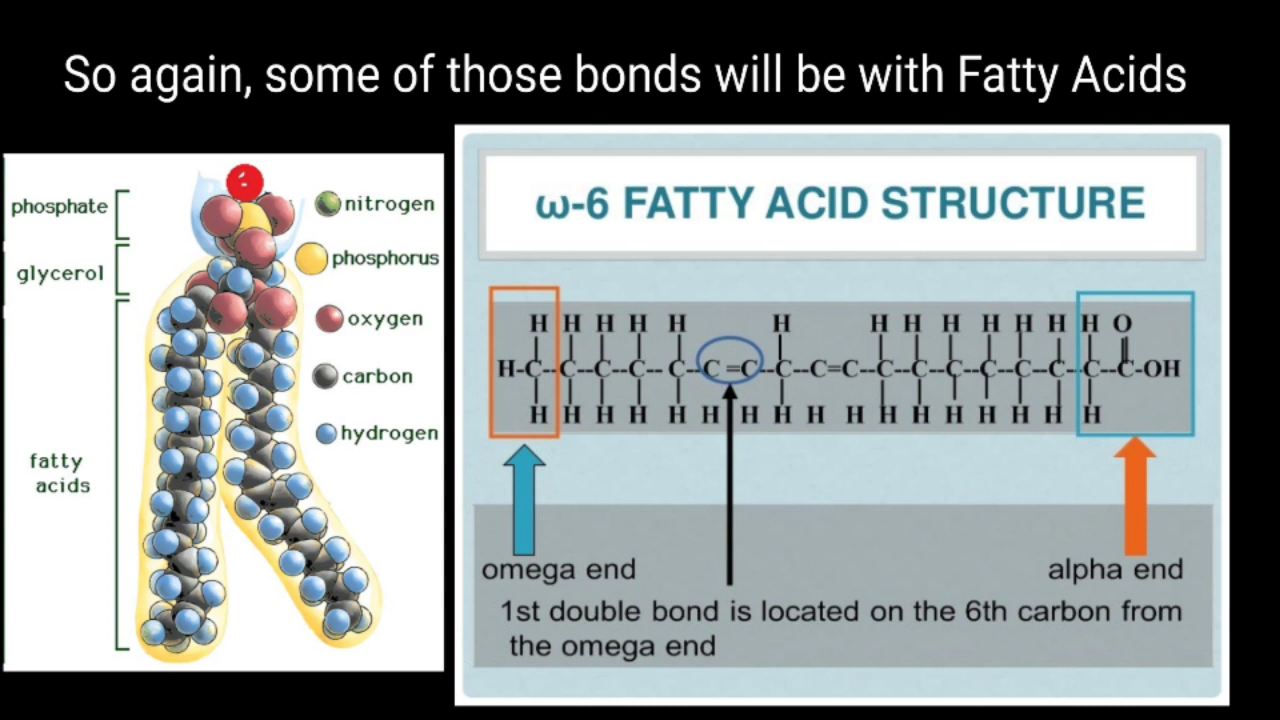 So again, some of those bonds will be with Fatty Acids
phosphate
glycerol
fatty
acids
nitrogen
phosphorus
oxygen
carbon
hydrogen
ω-6 FATTY ACID STRUCTURE
H H H H H H H H H H H H H O
H-C--C--C--C--C--C=C--C--C=C--C--C--C--C--C--C--C--C-OH
H H H H H H H H H H H H H H H H H
omega end
alpha end
1st double bond is located on the 6th carbon from
the omega end